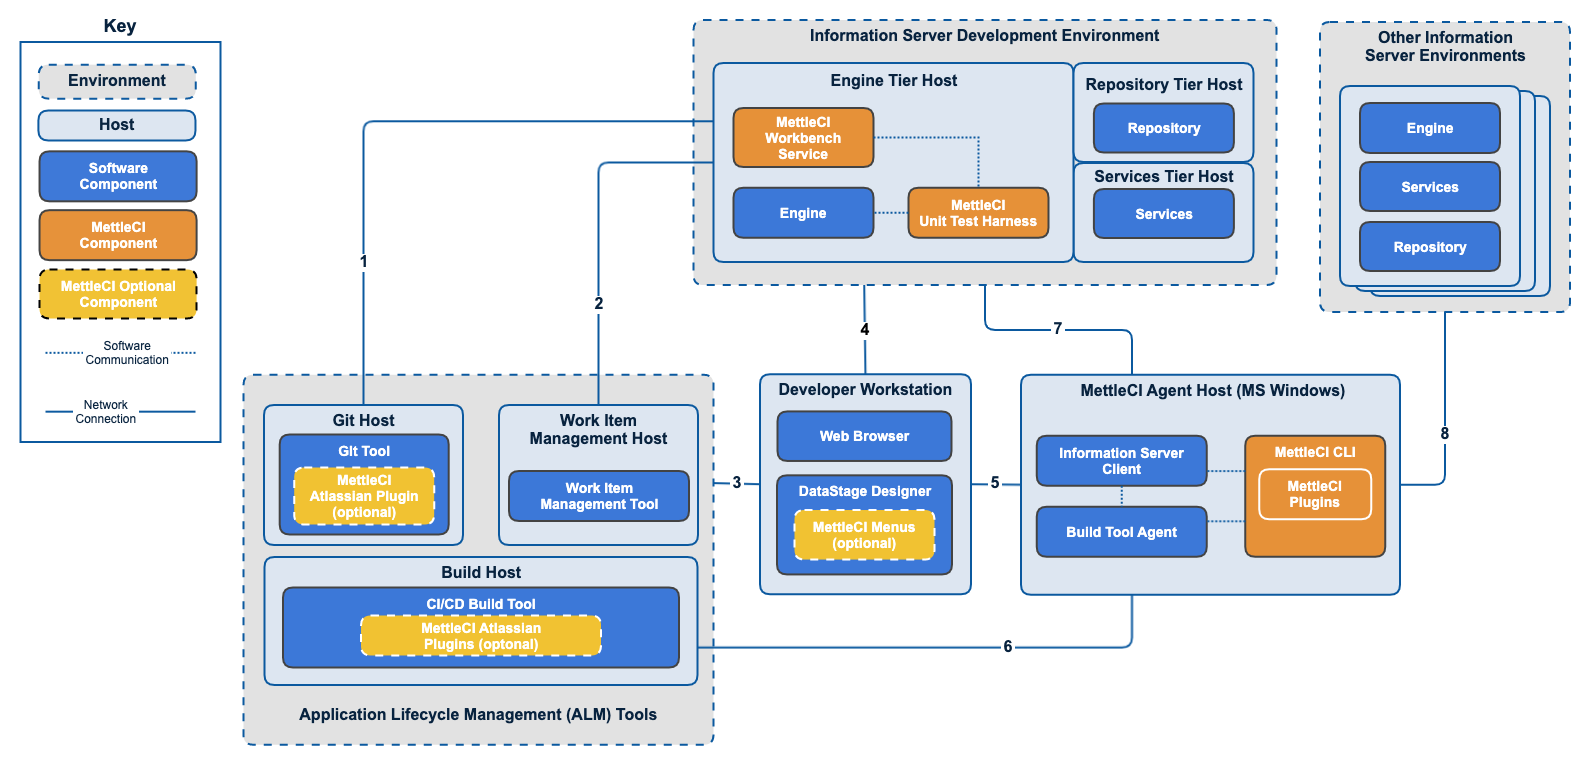 Key
Environment
Host
Software
Component
MettleCI
Component
MettleCI Optional
Component
Software
Communication
Network
Connection
Information Server Development Environment
Engine Tier Host
MettleCI
Workbench
Service
Engine
MettleCI
Unit Test Harness
Repository Tier Host
Repository
Services Tier Host
Services
Other Information
Server Environments
Engine
Services
Repository
1
2
4
7
8
Git Host
Git Tool
MettleCI
Atlassian Plugin
(optional)
Work Item
Management Host
Work Item
Management Tool
Build Host
CI/CD Build Tool
MettleCI Atlassian
Plugins (optonal)
Application Lifecycle Management (ALM) Tools
3
Developer Workstation
Web Browser
DataStage Designer
MettleCI Menus
(optional)
5
MettleCI Agent Host (MS Windows)
Information Server
Client
Build Tool Agent
MettleCI CLI
MettleCI
Plugins
6